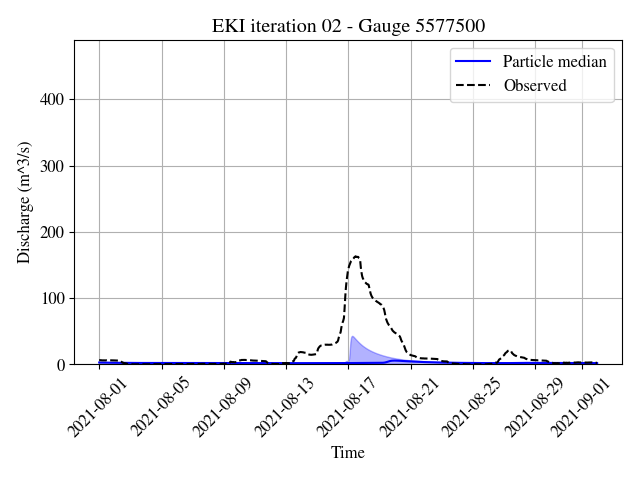 EKI iteration 02 - Gauge 5577500
Particle median
Observed
Discharge (m^3/s)
400
300
200
100
0
2021-08-01
2021-08-05
2021-08-09
2021-08-13
2021-08-17
2021-08-21
2021-08-25
2021-08-29
2021-09-01
Time